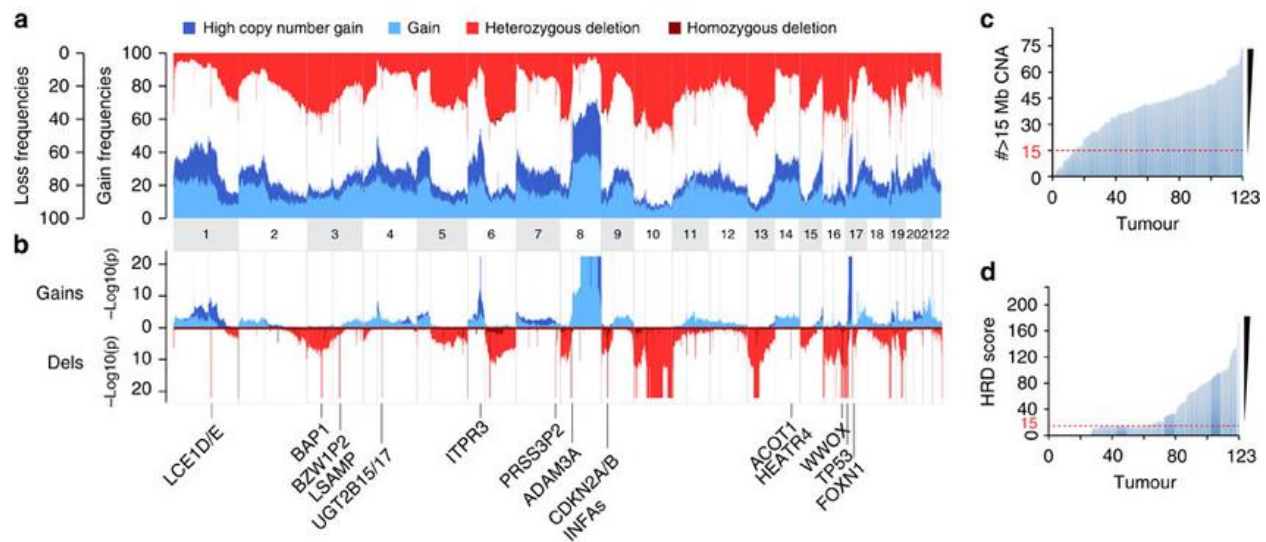 a
High copy number gain
Gain
Heterozygous deletion
Homozygous deletion
Loss frequencies
0
20
40
60
80
100
Gain frequencies
100
80
60
40
20
0
1 2 3 4 5 6 7 8 9 10 11 12 13 14 15 16 17 18 19 20 21 22
b
Gains
Dels
–Log10(p)
20
10
0
–Log10(p)
10
20
LCE1D/E
BAP1
BZW1P2
LSAMP
UGT2B15/17
ITPR3
PRSS3P2
ADAM3A
CDKN2A/B
INFAs
ACOT1
HEATR4
WWOX
TP53
FOXN1
c
#>15 Mb CNA
75
60
45
30
15
0
0 40 80 123
Tumour
d
HRD score
200
160
120
80
40
15
0
0 40 80 123
Tumour